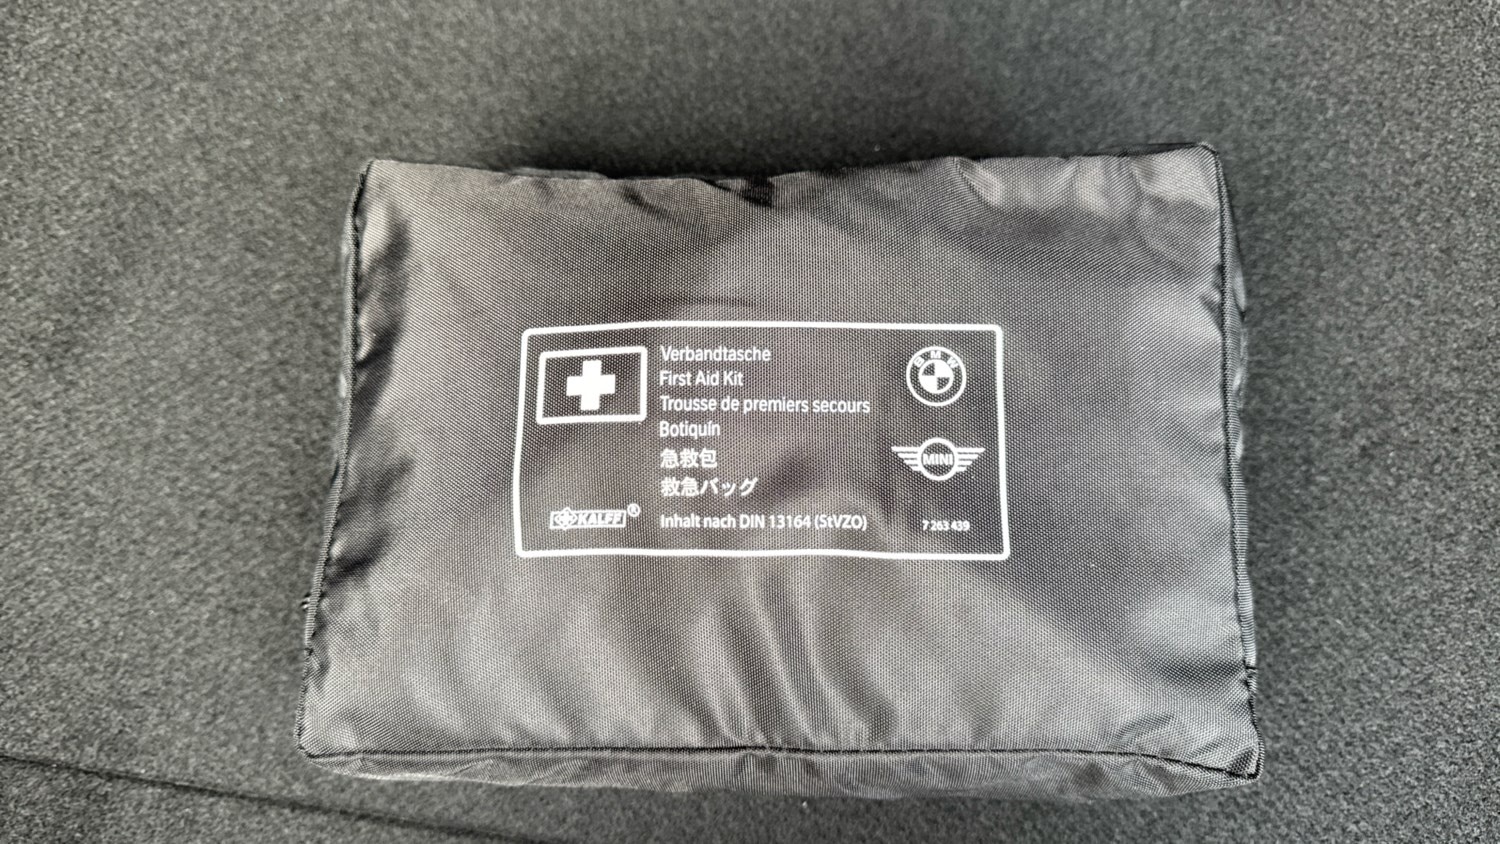 Verbandtasche
First Aid Kit
Trousse de premiers secours
Botiquín
急救包
救急バッグ
Inhalt nach DIN 13164 (StVZO)
KALFF®
BMW
MINI
7 263 439